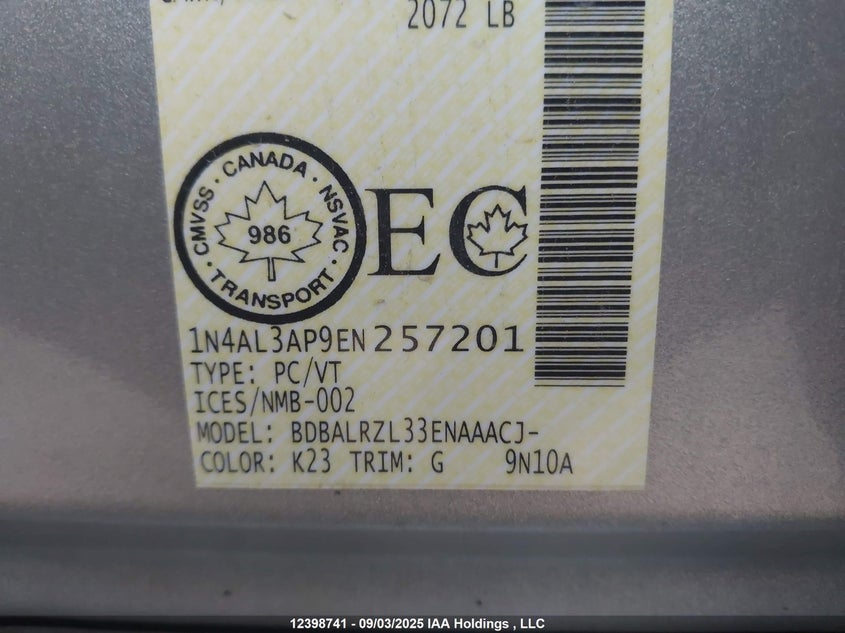 2072 LB
CMVSS · CANADA · NSVAC · TRANSPORT ·
986
EC
1N4AL3AP9EN257201
TYPE: PC/VT
ICES/NMB-002
MODEL: BDBALRZL33ENAAACJ-
COLOR: K23 TRIM: G 9N10A
12398741 - 09/03/2025 IAA Holdings , LLC